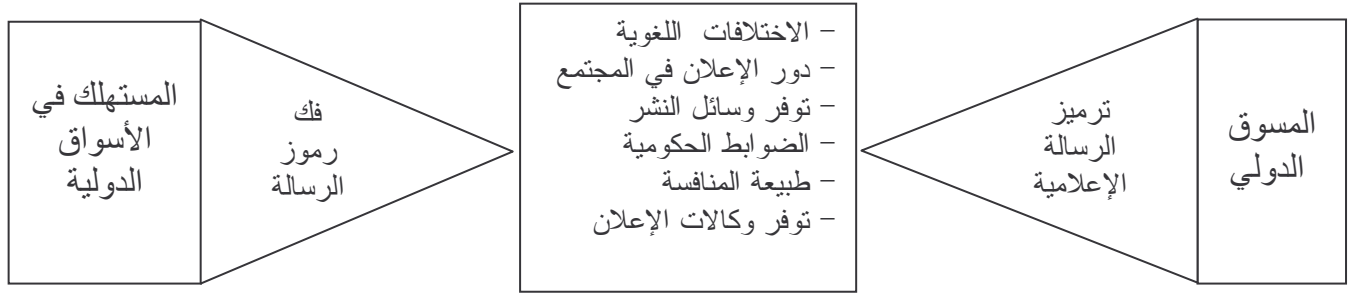 المسوق
الدولي
ترميز
الرسالة
الإعلامية
– الاختلافات اللغوية
– دور الإعلان في المجتمع
– توفر وسائل النشر
– الضوابط الحكومية
– طبيعة المنافسة
– توفر وكالات الإعلان
فك
رموز
الرسالة
المستهلك في
الأسواق
الدولية